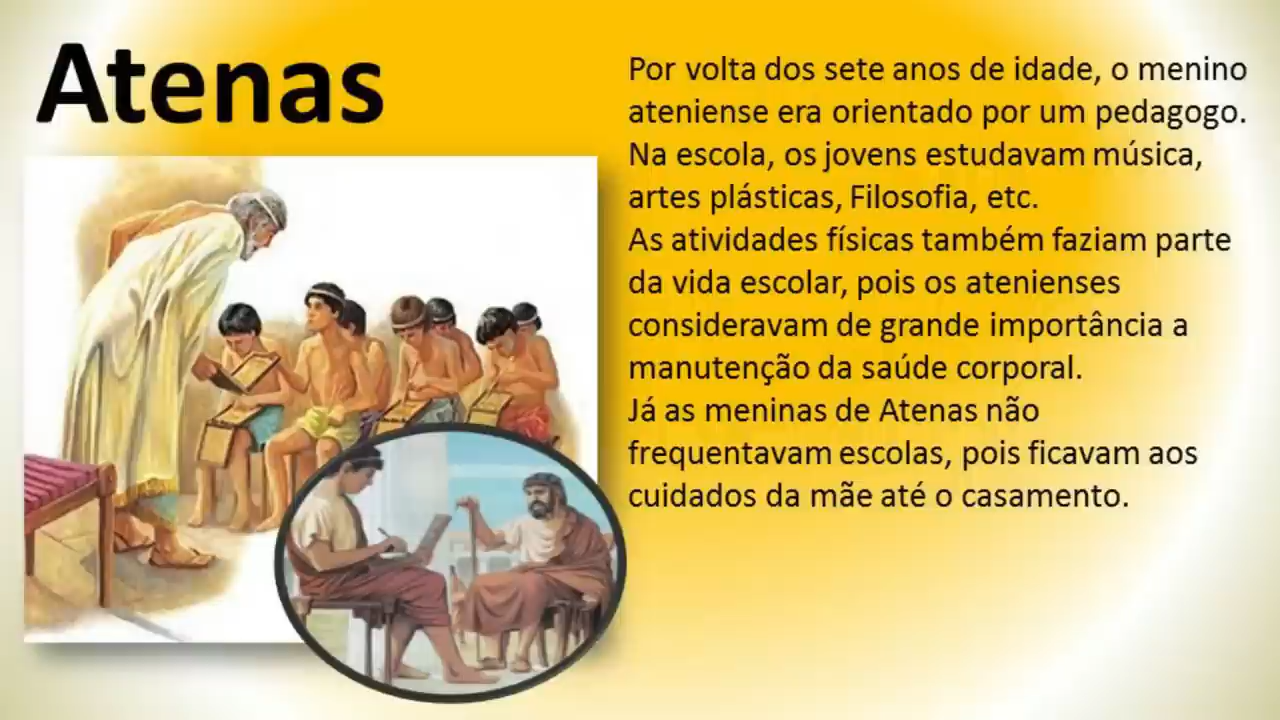 Atenas
Por volta dos sete anos de idade, o menino
ateniense era orientado por um pedagogo.
Na escola, os jovens estudavam música,
artes plásticas, Filosofia, etc.
As atividades físicas também faziam parte
da vida escolar, pois os atenienses
consideravam de grande importância a
manutenção da saúde corporal.
Já as meninas de Atenas não
frequentavam escolas, pois ficavam aos
cuidados da mãe até o casamento.